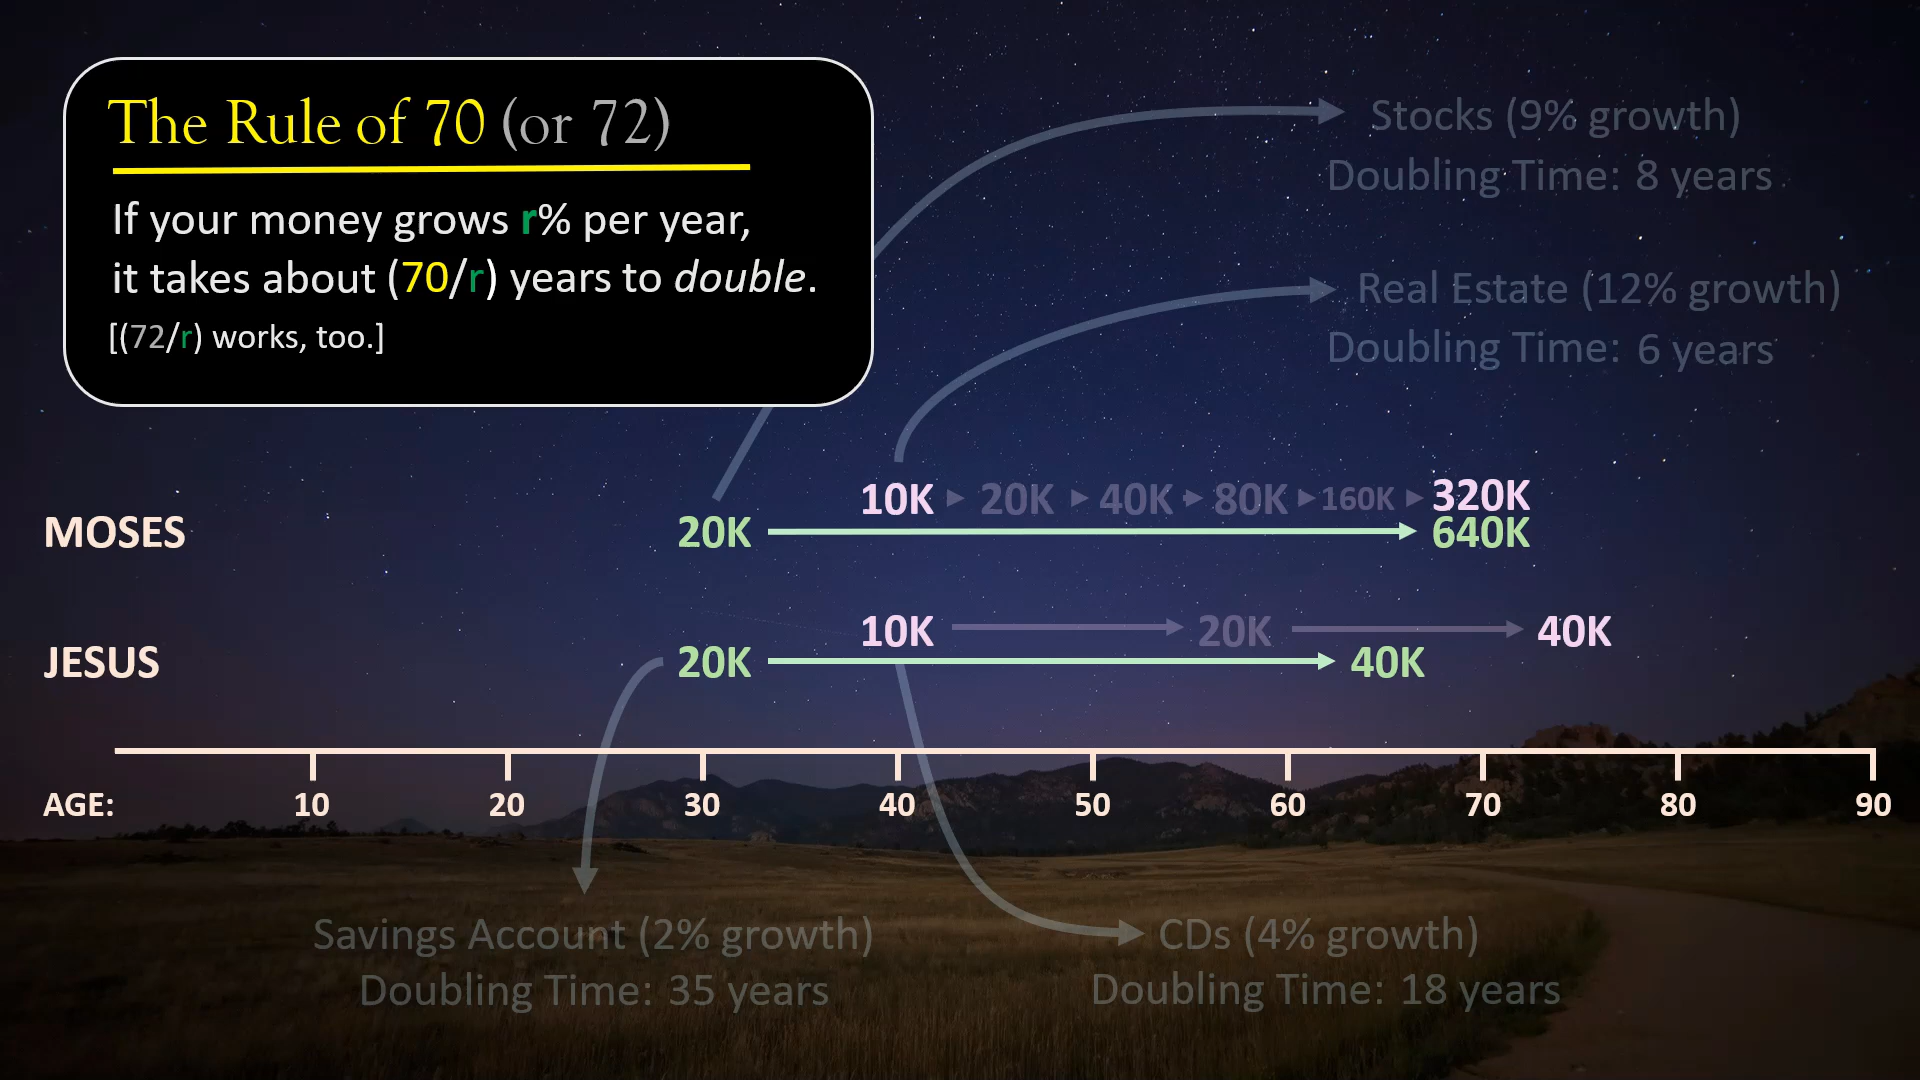 The Rule of 70 (or 72)
If your money grows r% per year,
it takes about (70/r) years to double.
[(72/r) works, too.]
Stocks (9% growth)
Doubling Time: 8 years
Real Estate (12% growth)
Doubling Time: 6 years
10K 20K 40K 80K 160K 320K
MOSES 20K 640K
10K 20K 40K
JESUS 20K 40K
AGE: 10 20 30 40 50 60 70 80 90
Savings Account (2% growth)
Doubling Time: 35 years
CDs (4% growth)
Doubling Time: 18 years